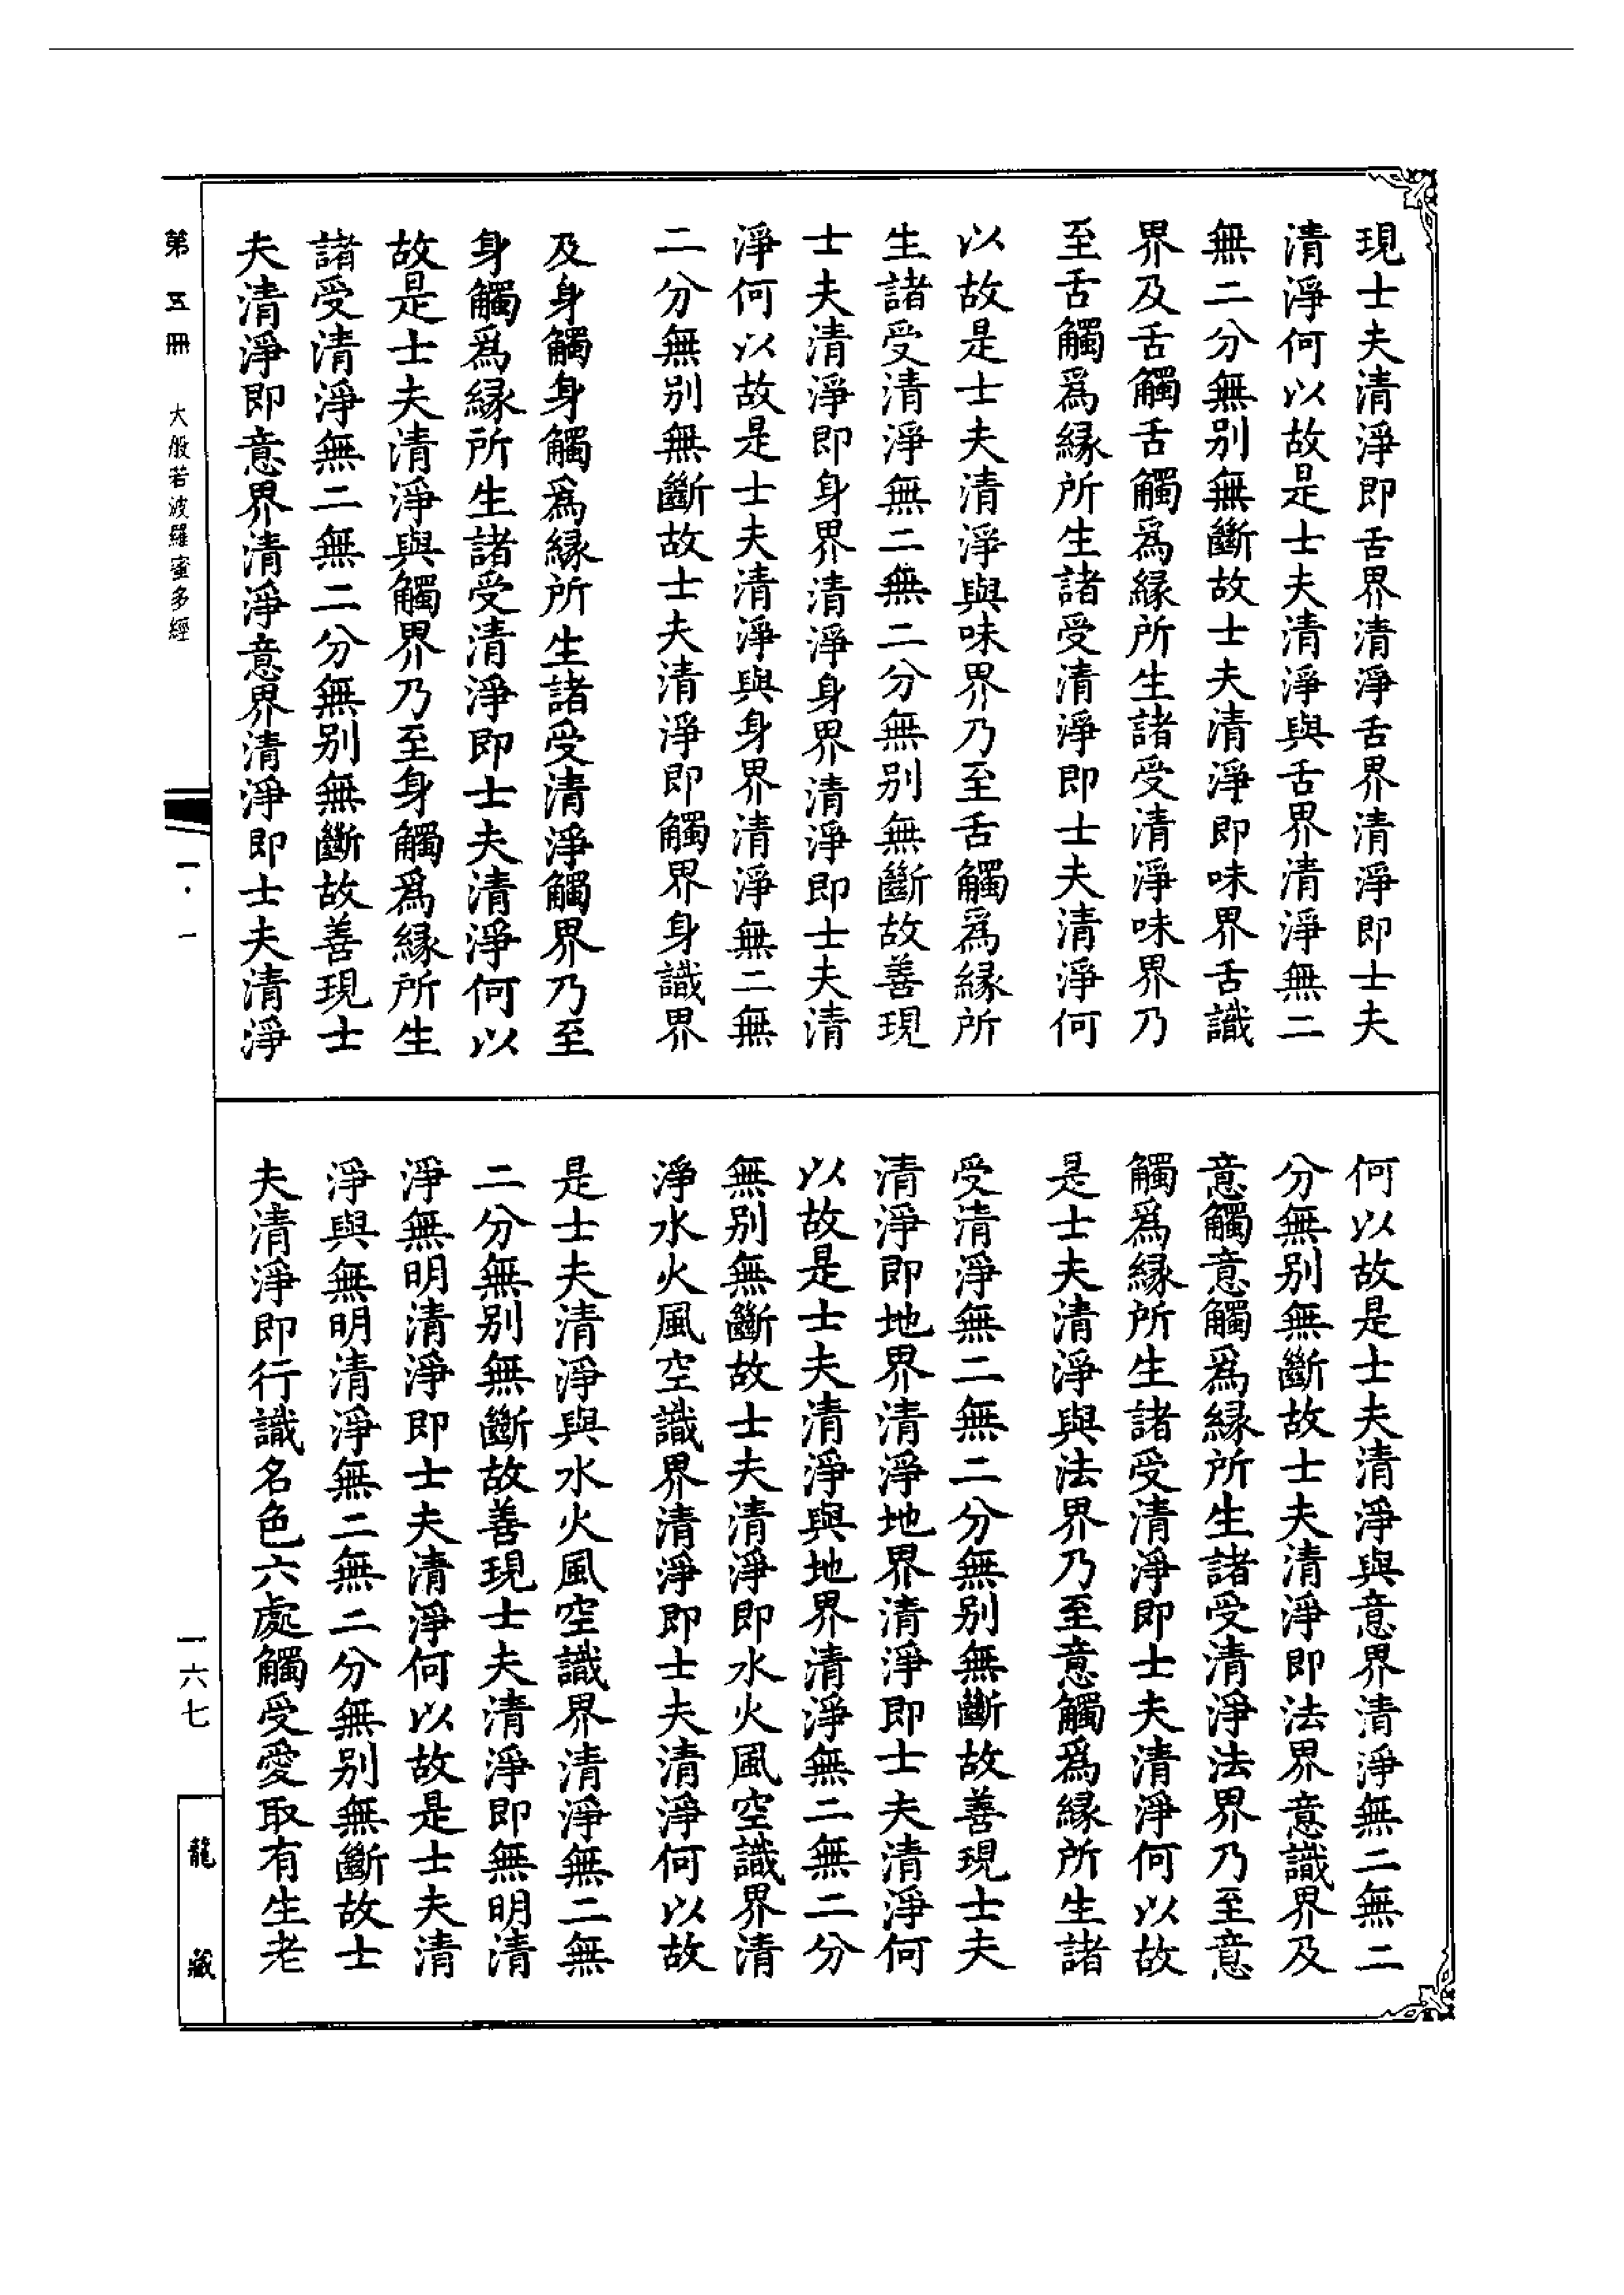 現士夫清淨即舌界清淨舌界清淨即士夫
清淨何以故是士夫清淨與舌界清淨無二
無二分無別無斷故士夫清淨即味界舌識
界及舌觸舌觸爲緣所生諸受清淨味界乃
至舌觸爲緣所生諸受清淨即士夫清淨何
以故是士夫清淨與味界乃至舌觸爲緣所
生諸受清淨無二無二分無別無斷故善現
士夫清淨即身界清淨身界清淨即士夫清
淨何以故是士夫清淨與身界清淨無二無
二分無別無斷故士夫清淨即觸界身識界
及身觸身觸爲緣所生諸受清淨觸界乃至
身觸爲緣所生諸受清淨即士夫清淨何以
故是士夫清淨與觸界乃至身觸爲緣所生
諸受清淨無二無二分無別無斷故善現士
夫清淨即意界清淨意界清淨即士夫清淨
何以故是士夫清淨與意界清淨無二無二
分無別無斷故士夫清淨即法界意識界及
意觸意觸爲緣所生諸受清淨法界乃至意
觸爲緣所生諸受清淨即士夫清淨何以故
是士夫清淨與法界乃至意觸爲緣所生諸
受清淨無二無二分無別無斷故善現士夫
清淨即地界清淨地界清淨即士夫清淨何
以故是士夫清淨與地界清淨無二無二分
無別無斷故士夫清淨即水火風空識界清
淨水火風空識界清淨即士夫清淨何以故
是士夫清淨與水火風空識界清淨無二無
二分無別無斷故善現士夫清淨即無明清
淨無明清淨即士夫清淨何以故是士夫清
淨與無明清淨無二無二分無別無斷故士
夫清淨即行識名色六處觸受愛取有生老
第五冊 大般若波羅蜜多經
一·一
一六七
龍藏